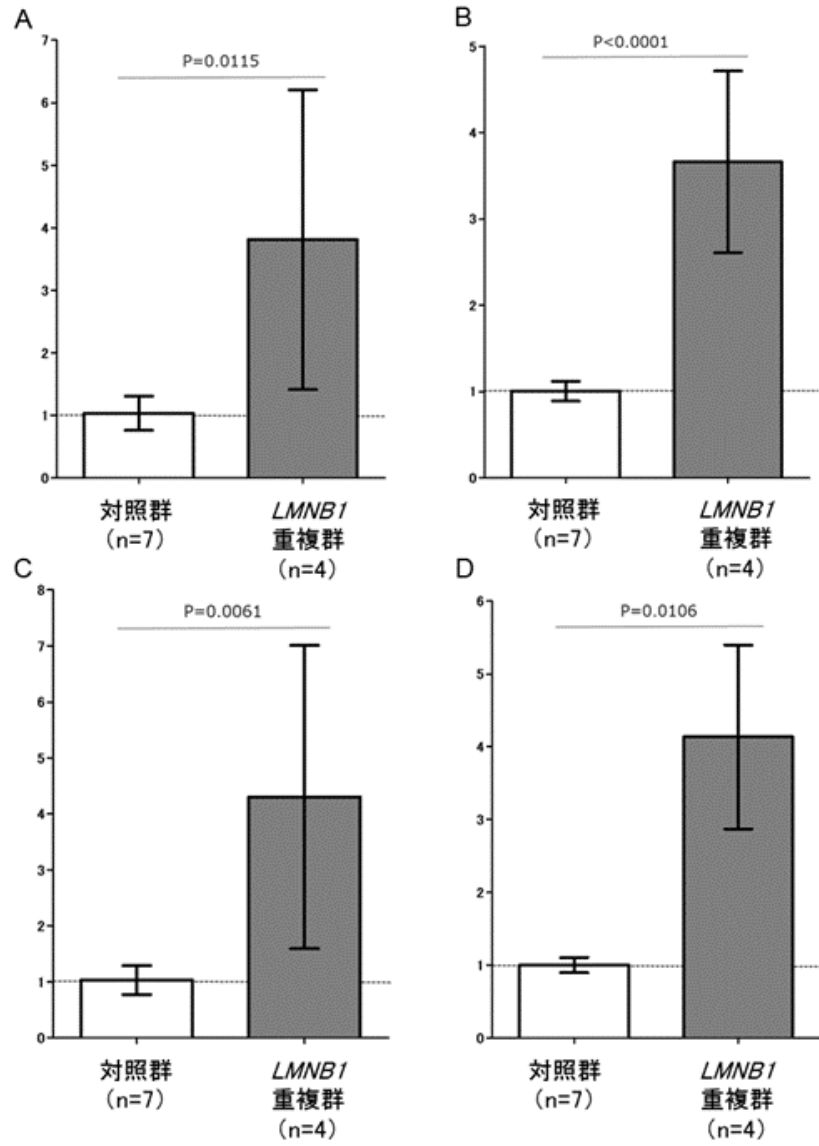 A
7
6
5
4
3
2
1
0
P=0.0115
対照群
(n=7)
LMNB1
重複群
(n=4)
B
5
4
3
2
1
0
P<0.0001
対照群
(n=7)
LMNB1
重複群
(n=4)
C
8
7
6
5
4
3
2
1
0
P=0.0061
対照群
(n=7)
LMNB1
重複群
(n=4)
D
6
5
4
3
2
1
0
P=0.0106
対照群
(n=7)
LMNB1
重複群
(n=4)